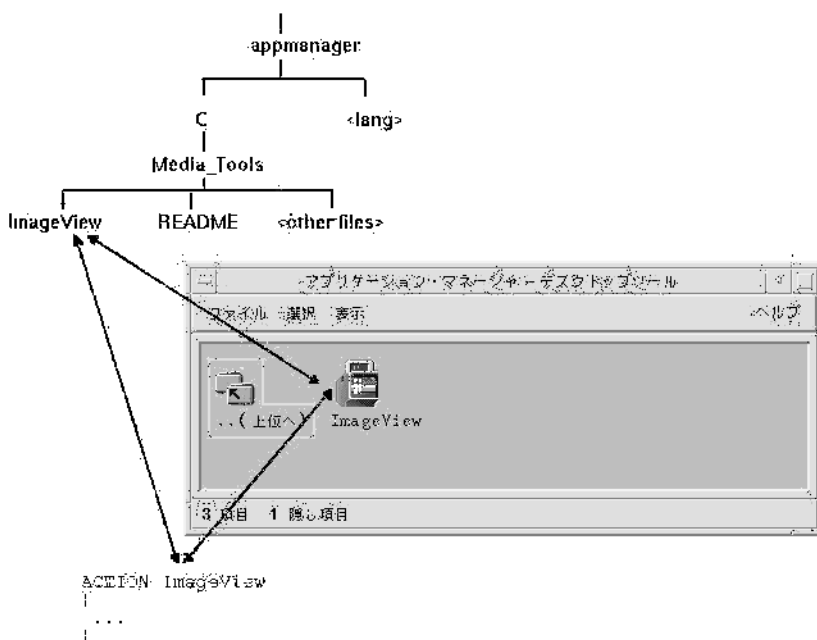 appmanager
C <lang>
Media_Tools
ImageView README <otherfiles>
アプリケーション・マネージャ - デスクトップツール
ファイル 選択 表示 ヘルプ
..(上位へ) ImageView
3 項目 1 隠し項目
ACTION ImageView
{
...